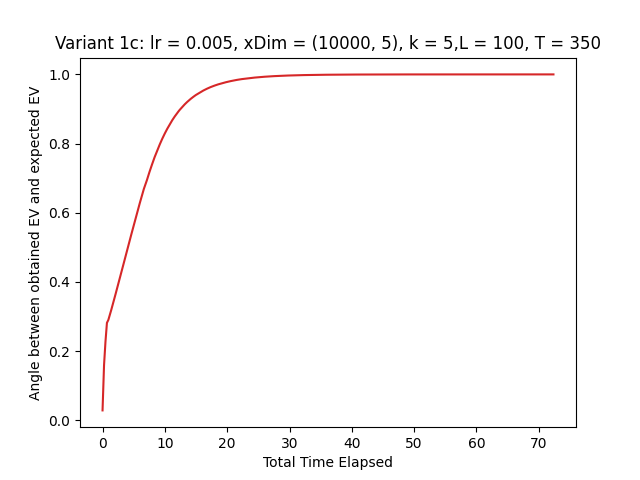 Variant 1c: lr = 0.005, xDim = (10000, 5), k = 5,L = 100, T = 350
Angle between obtained EV and expected EV
1.0
0.8
0.6
0.4
0.2
0.0
0 10 20 30 40 50 60 70
Total Time Elapsed